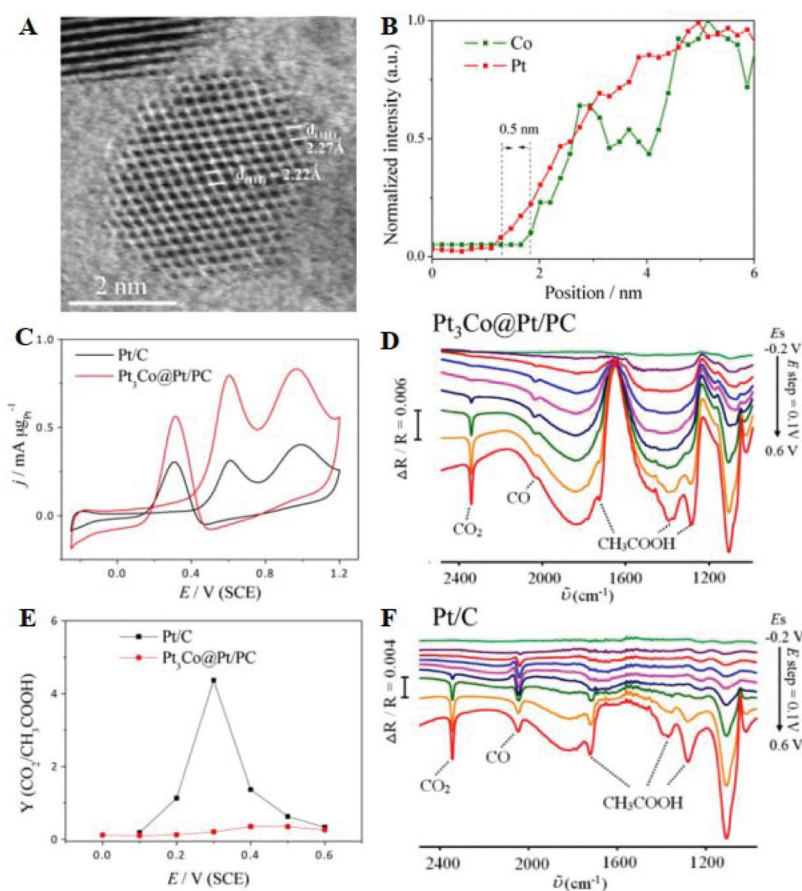 A
d(111)
2.27Å
d(111) = 2.22Å
2 nm
B
Normalized intensity (a.u.)
1.0
0.5
0.0
Co
Pt
0.5 nm
0 2 4 6
Position / nm
C
j / mA μgPt⁻¹
1.0
0.5
0.0
Pt/C
Pt₃Co@Pt/PC
0.0 0.4 0.8 1.2
E / V (SCE)
D Pt₃Co@Pt/PC
ΔR / R = 0.006
Es
-0.2 V
E step = 0.1V
0.6 V
CO₂
CO
CH₃COOH
2400 2000 1600 1200
ῦ(cm⁻¹)
E
Y (CO₂/CH₃COOH)
6
4
2
0
Pt/C
Pt₃Co@Pt/PC
0.0 0.2 0.4 0.6
E / V (SCE)
F Pt/C
ΔR / R = 0.004
Es
-0.2 V
E step = 0.1V
0.6 V
CO₂
CO
CH₃COOH
2400 2000 1600 1200
ῦ(cm⁻¹)